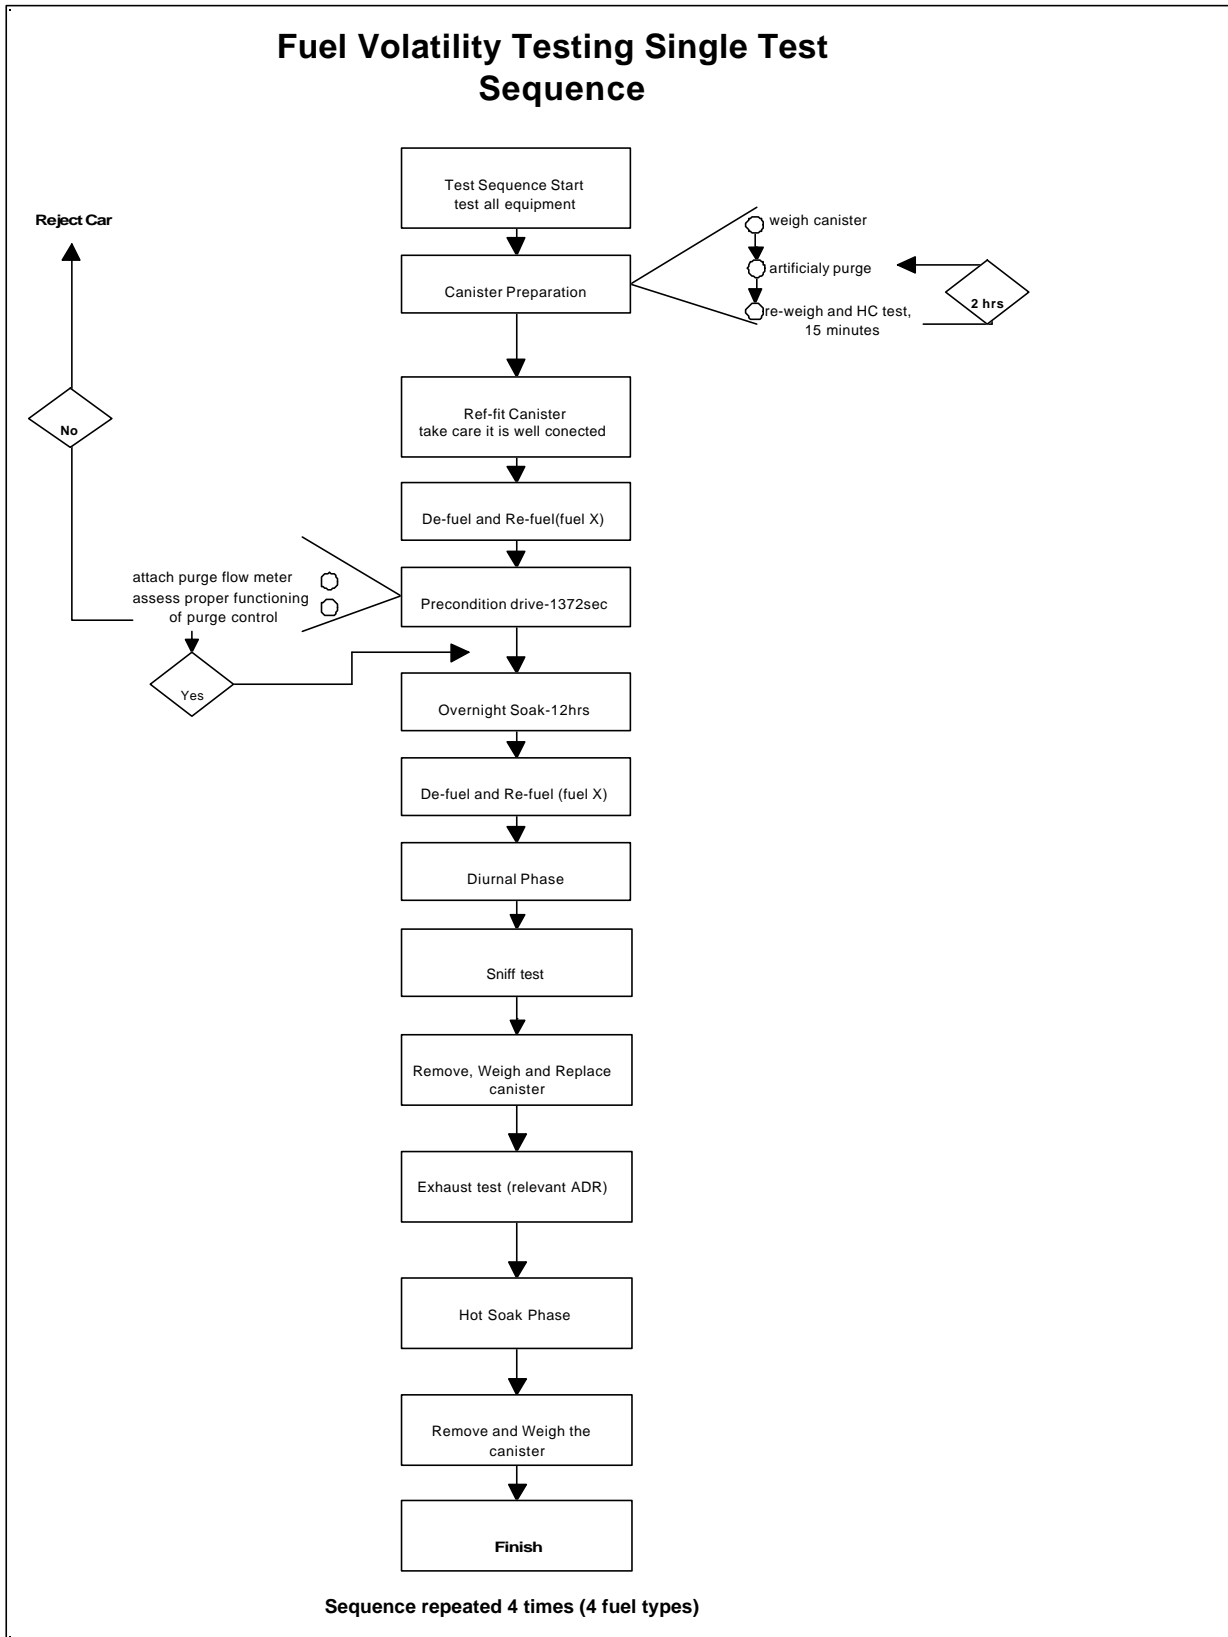 Fuel Volatility Testing Single Test
Sequence
Test Sequence Start
test all equipment
Reject Car
weigh canister
artificialy purge
Canister Preparation
2 hrs
re-weigh and HC test,
15 minutes
Ref-fit Canister
take care it is well conected
No
De-fuel and Re-fuel(fuel X)
attach purge flow meter
assess proper functioning
of purge control
Precondition drive-1372sec
Yes
Overnight Soak-12hrs
De-fuel and Re-fuel (fuel X)
Diurnal Phase
Sniff test
Remove, Weigh and Replace
canister
Exhaust test (relevant ADR)
Hot Soak Phase
Remove and Weigh the
canister
Finish
Sequence repeated 4 times (4 fuel types)